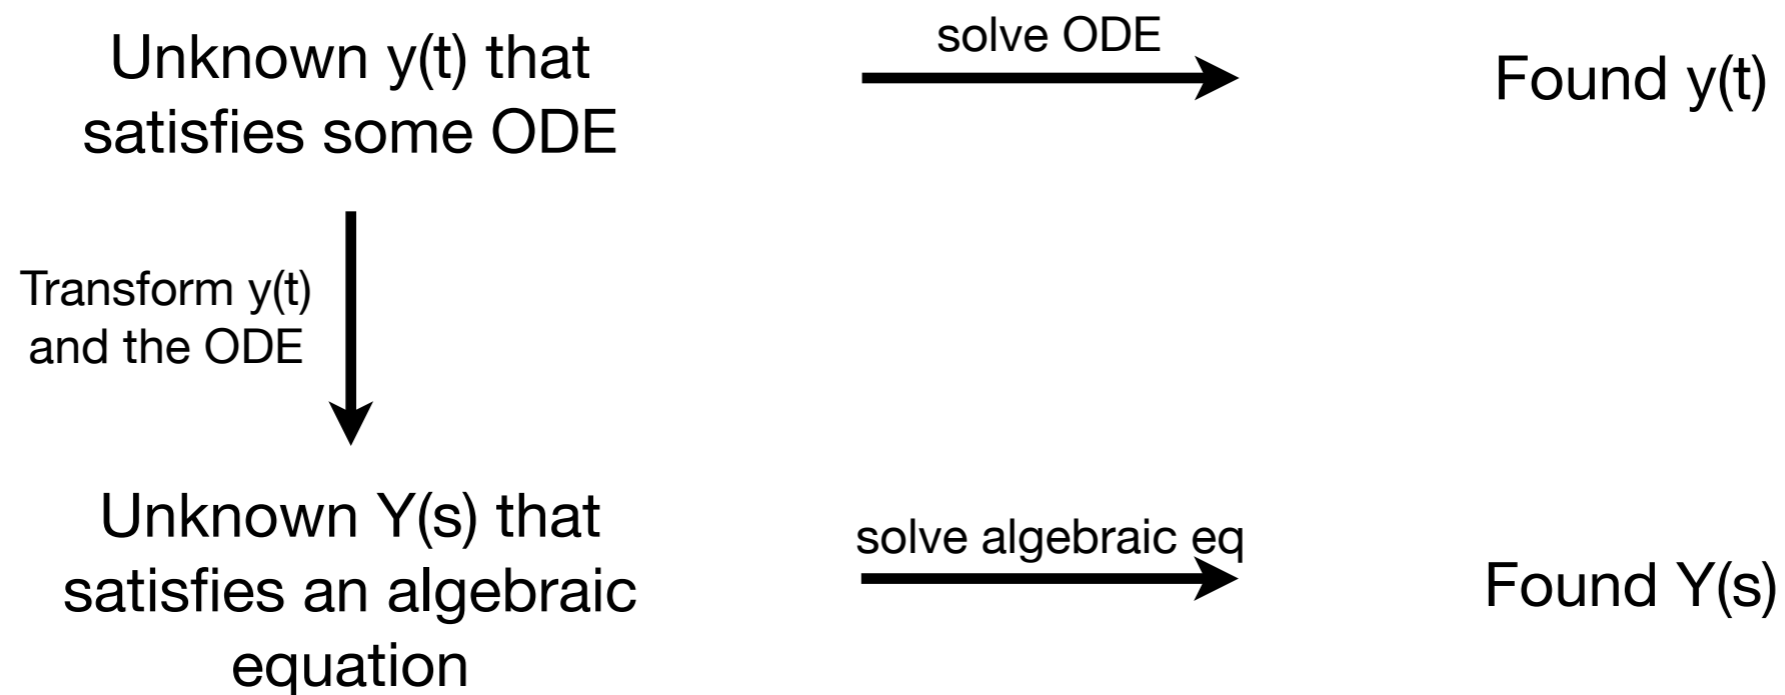 Unknown y(t) that
satisfies some ODE
solve ODE
Found y(t)
Transform y(t)
and the ODE
Unknown Y(s) that
satisfies an algebraic
equation
solve algebraic eq
Found Y(s)